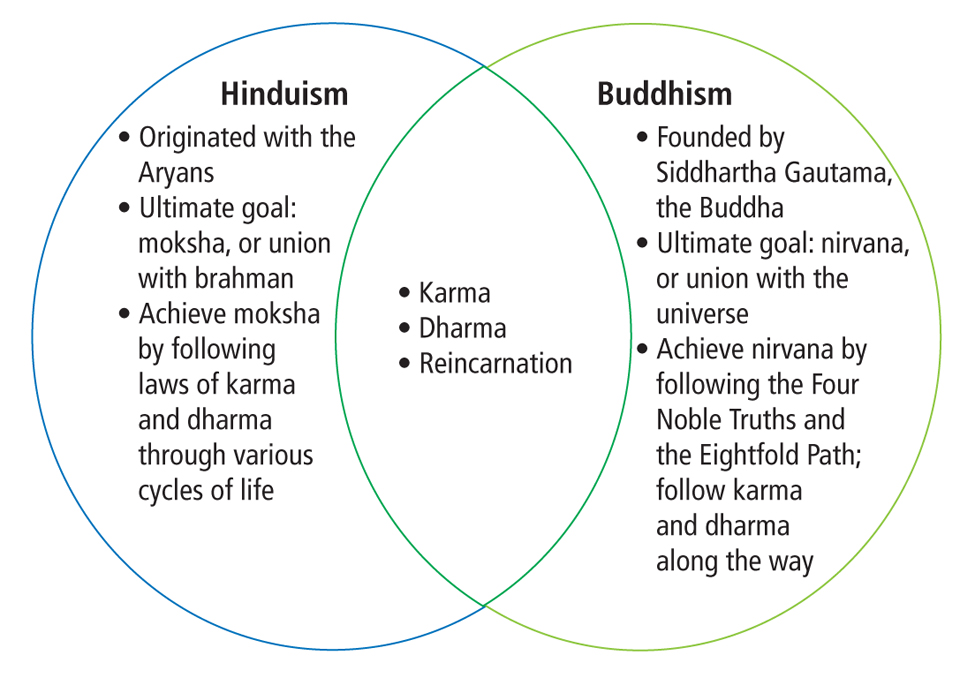 Hinduism
• Originated with the
Aryans
• Ultimate goal:
moksha, or union
with brahman
• Achieve moksha
by following
laws of karma
and dharma
through various
cycles of life
• Karma
• Dharma
• Reincarnation
Buddhism
• Founded by
Siddhartha Gautama,
the Buddha
• Ultimate goal: nirvana,
or union with the
universe
• Achieve nirvana by
following the Four
Noble Truths and
the Eightfold Path;
follow karma
and dharma
along the way